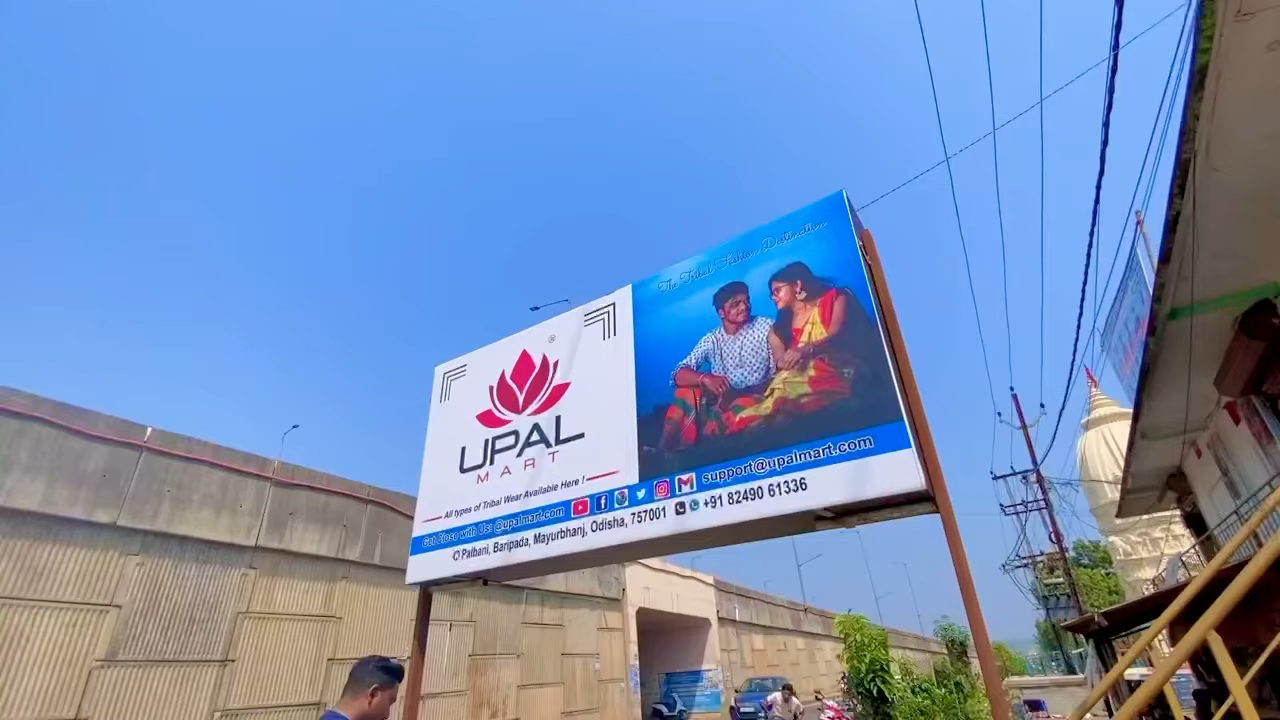 ®
UPAL
MART
All types of Tribal Wear Available Here !
Get Close with Us: @upalmart.com
Palbani, Baripada, Mayurbhanj, Odisha, 757001
+91 82490 61336
support@upalmart.com
The Tribal Fashion Destination